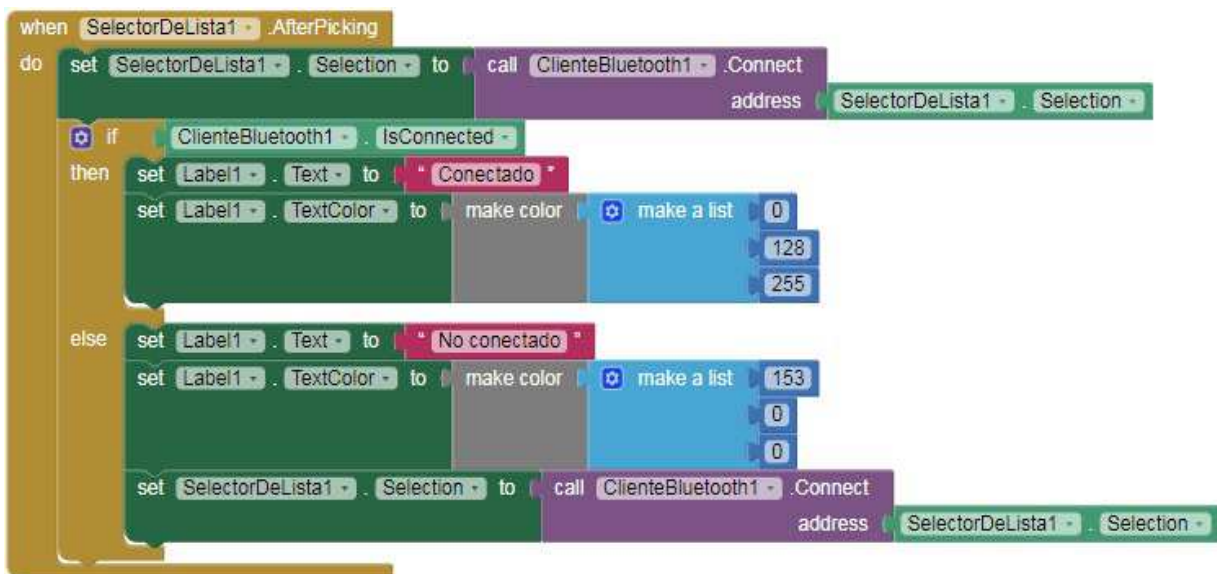 when SelectorDeLista1 .AfterPicking
do set SelectorDeLista1 . Selection to call ClienteBluetooth1 .Connect
address SelectorDeLista1 . Selection
if ClienteBluetooth1 . IsConnected
then set Label1 . Text to " Conectado "
set Label1 . TextColor to make color make a list 0
128
255
else set Label1 . Text to " No conectado "
set Label1 . TextColor to make color make a list 153
0
0
set SelectorDeLista1 . Selection to call ClienteBluetooth1 .Connect
address SelectorDeLista1 . Selection